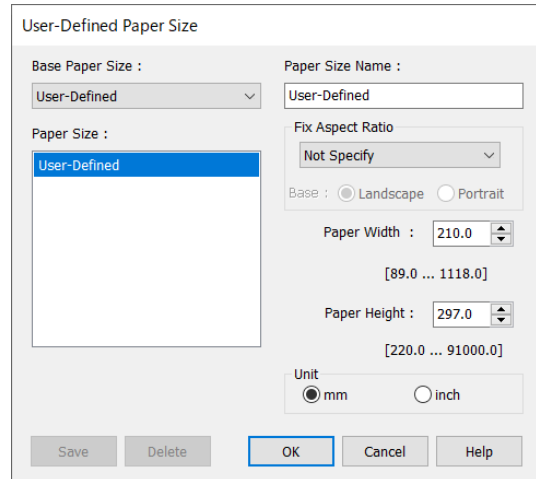 User-Defined Paper Size
Base Paper Size :
User-Defined
Paper Size :
User-Defined
Paper Size Name :
User-Defined
Fix Aspect Ratio
Not Specify
Base : Landscape Portrait
Paper Width : 210.0
[89.0 ... 1118.0]
Paper Height : 297.0
[220.0 ... 91000.0]
Unit
mm inch
Save Delete OK Cancel Help